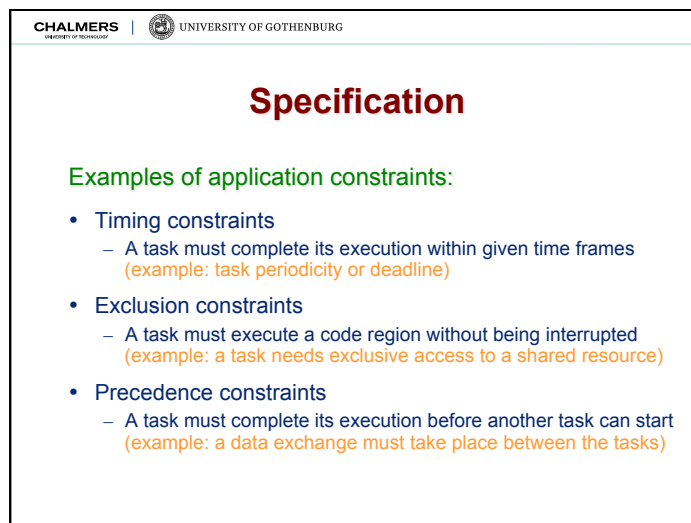 CHALMERS | UNIVERSITY OF GOTHENBURG
UNIVERSITY OF TECHNOLOGY
Specification
Examples of application constraints:
• Timing constraints
– A task must complete its execution within given time frames
(example: task periodicity or deadline)
• Exclusion constraints
– A task must execute a code region without being interrupted
(example: a task needs exclusive access to a shared resource)
• Precedence constraints
– A task must complete its execution before another task can start
(example: a data exchange must take place between the tasks)